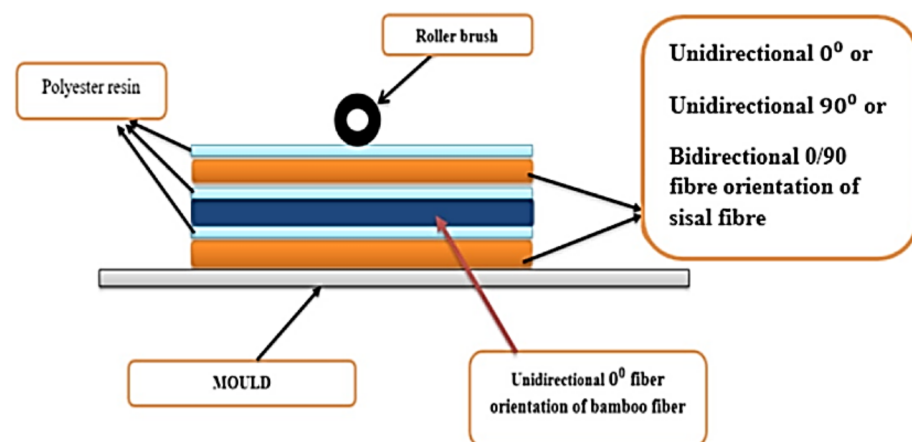 Roller brush
Polyester resin
Unidirectional 0⁰ or
Unidirectional 90⁰ or
Bidirectional 0/90
fibre orientation of
sisal fibre
MOULD
Unidirectional 0⁰ fiber
orientation of bamboo fiber